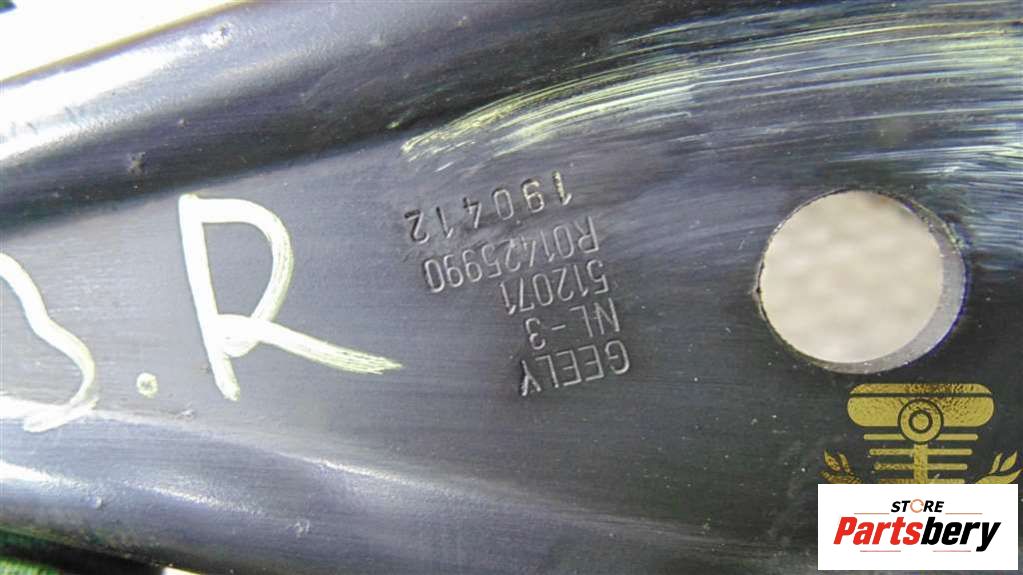 3.R
GEELY
NL-3
512071
R01425990
190412
STORE
Partsbery